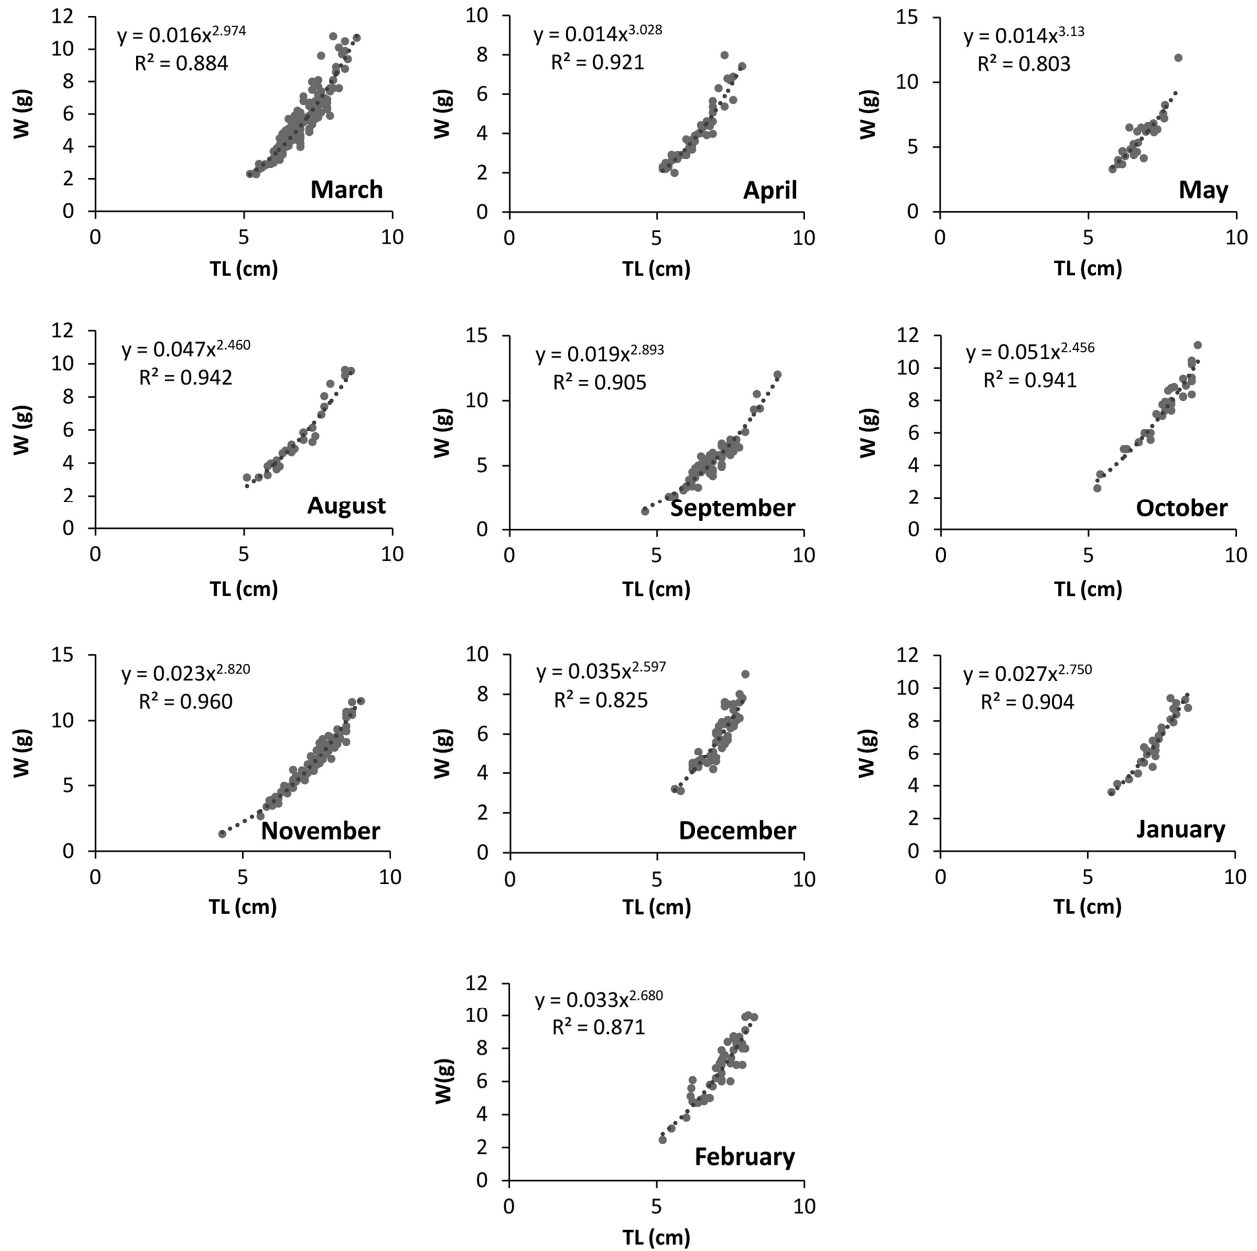 12
10
8
6
4
2
0
W (g)
y = 0.016x^2.974
R² = 0.884
March
0 5 10
TL (cm)
10
8
6
4
2
0
W (g)
y = 0.014x^3.028
R² = 0.921
April
0 5 10
TL (cm)
15
10
5
0
W (g)
y = 0.014x^3.13
R² = 0.803
May
0 5 10
TL (cm)
12
10
8
6
4
2
0
W (g)
y = 0.047x^2.460
R² = 0.942
August
0 5 10
TL (cm)
15
10
5
0
W (g)
y = 0.019x^2.893
R² = 0.905
September
0 5 10
TL (cm)
12
10
8
6
4
2
0
W (g)
y = 0.051x^2.456
R² = 0.941
October
0 5 10
TL (cm)
15
10
5
0
W (g)
y = 0.023x^2.820
R² = 0.960
November
0 5 10
TL (cm)
10
8
6
4
2
0
W (g)
y = 0.035x^2.597
R² = 0.825
December
0 5 10
TL (cm)
12
10
8
6
4
2
0
W (g)
y = 0.027x^2.750
R² = 0.904
January
0 5 10
TL (cm)
12
10
8
6
4
2
0
W(g)
y = 0.033x^2.680
R² = 0.871
February
0 5 10
TL (cm)